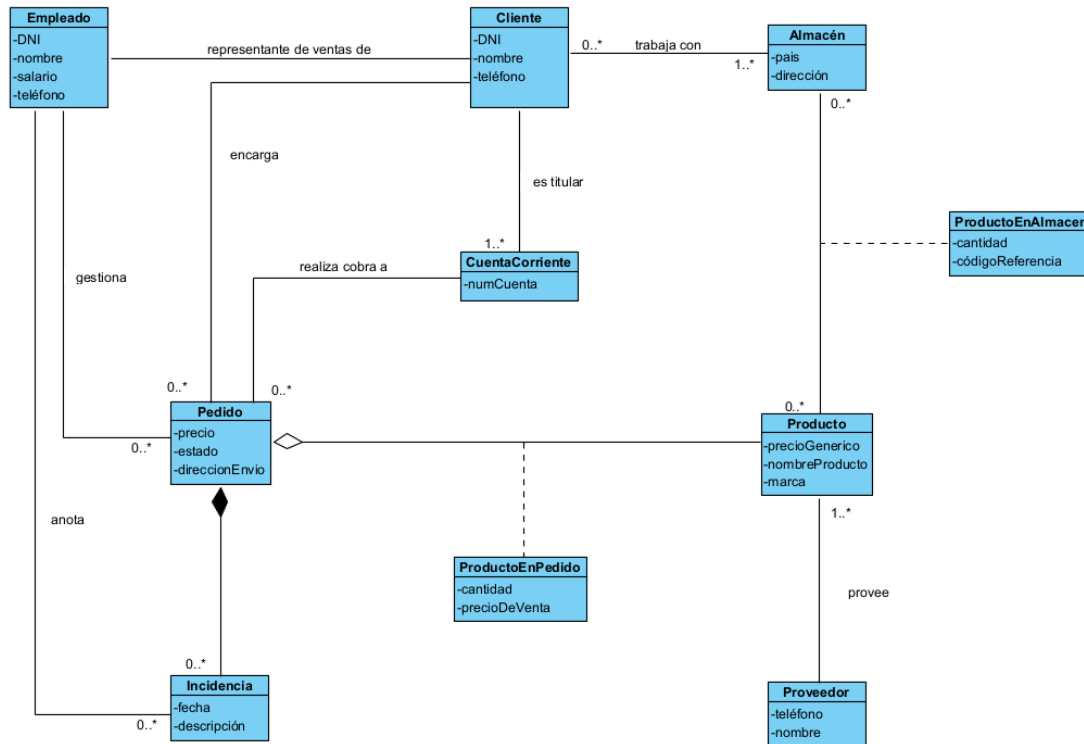 Empleado
-DNI
-nombre
-salario
-teléfono
representante de ventas de
Cliente
-DNI
-nombre
-teléfono
0..*
trabaja con
1..*
Almacén
-pais
-dirección
0..*
encarga
es titular
1..*
ProductoEnAlmacen
-cantidad
-códigoReferencia
gestiona
realiza cobra a
CuentaCorriente
-numCuenta
0..*
0..*
0..*
Pedido
-precio
-estado
-direccionEnvio
0..*
Producto
-precioGenerico
-nombreProducto
-marca
anota
1..*
ProductoEnPedido
-cantidad
-precioDeVenta
provee
0..*
Incidencia
-fecha
-descripción
0..*
Proveedor
-teléfono
-nombre